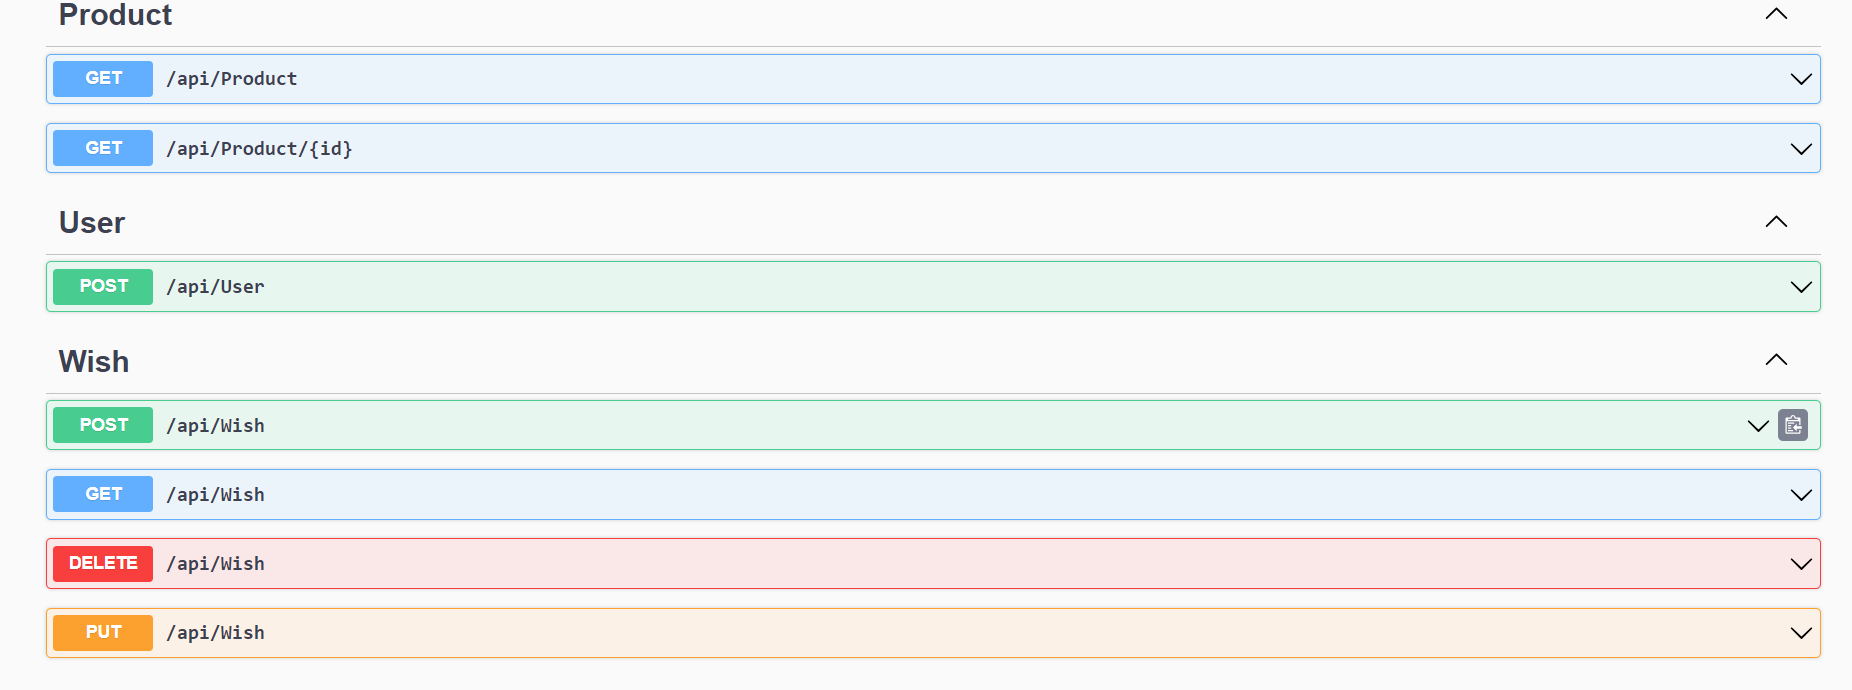 Product
GET /api/Product
GET /api/Product/{id}
User
POST /api/User
Wish
POST /api/Wish
GET /api/Wish
DELETE /api/Wish
PUT /api/Wish